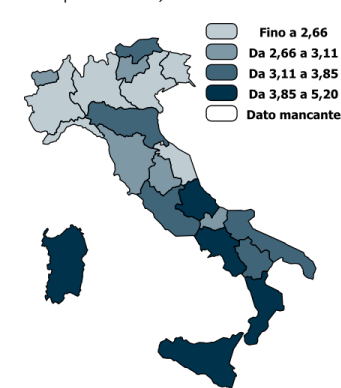 Fino a 2,66
Da 2,66 a 3,11
Da 3,11 a 3,85
Da 3,85 a 5,20
Dato mancante